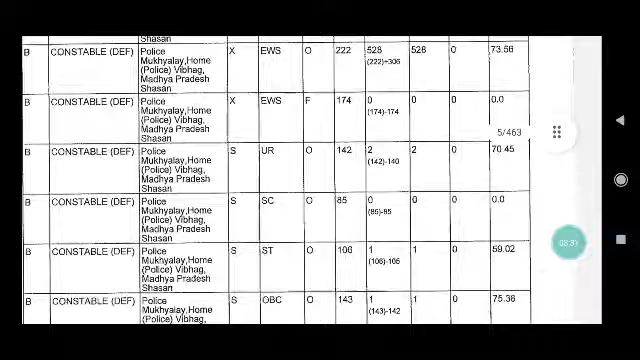 Shasan
B CONSTABLE (DEF) Police X EWS O 222 528 528 0 73.56
Mukhyalay,Home (222)+306
(Police) Vibhag,
Madhya Pradesh
Shasan
B CONSTABLE (DEF) Police X EWS F 174 0 0 0 0.0
Mukhyalay,Home (174)-174
(Police) Vibhag,
Madhya Pradesh
Shasan
5/463
B CONSTABLE (DEF) Police S UR O 142 2 2 0 70.45
Mukhyalay,Home (142)-140
(Police) Vibhag,
Madhya Pradesh
Shasan
B CONSTABLE (DEF) Police S SC O 85 0 0 0 0.0
Mukhyalay,Home (85)-85
(Police) Vibhag,
Madhya Pradesh
Shasan
B CONSTABLE (DEF) Police S ST O 106 1 1 0 59.02
Mukhyalay,Home (106)-105
(Police) Vibhag,
Madhya Pradesh
Shasan
B CONSTABLE (DEF) Police S OBC O 143 1 1 0 75.36
Mukhyalay,Home (143)-142
(Police) Vibhag,